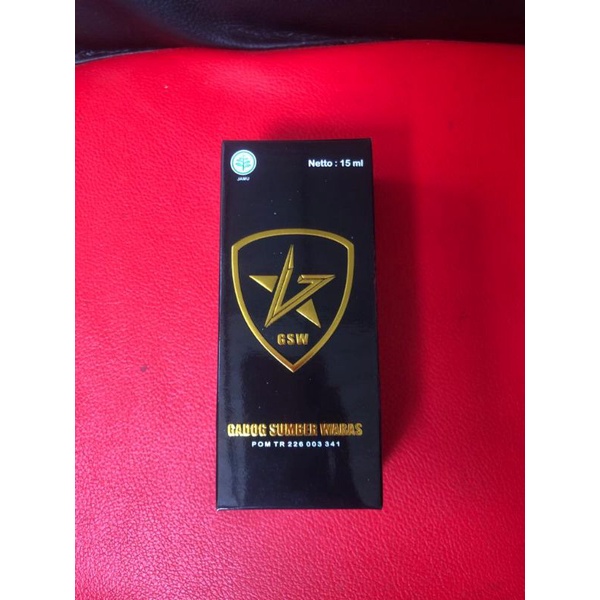 Netto : 15 ml
JAMU
GSW
GADOG SUMBER WARAS
POM TR 226 003 341